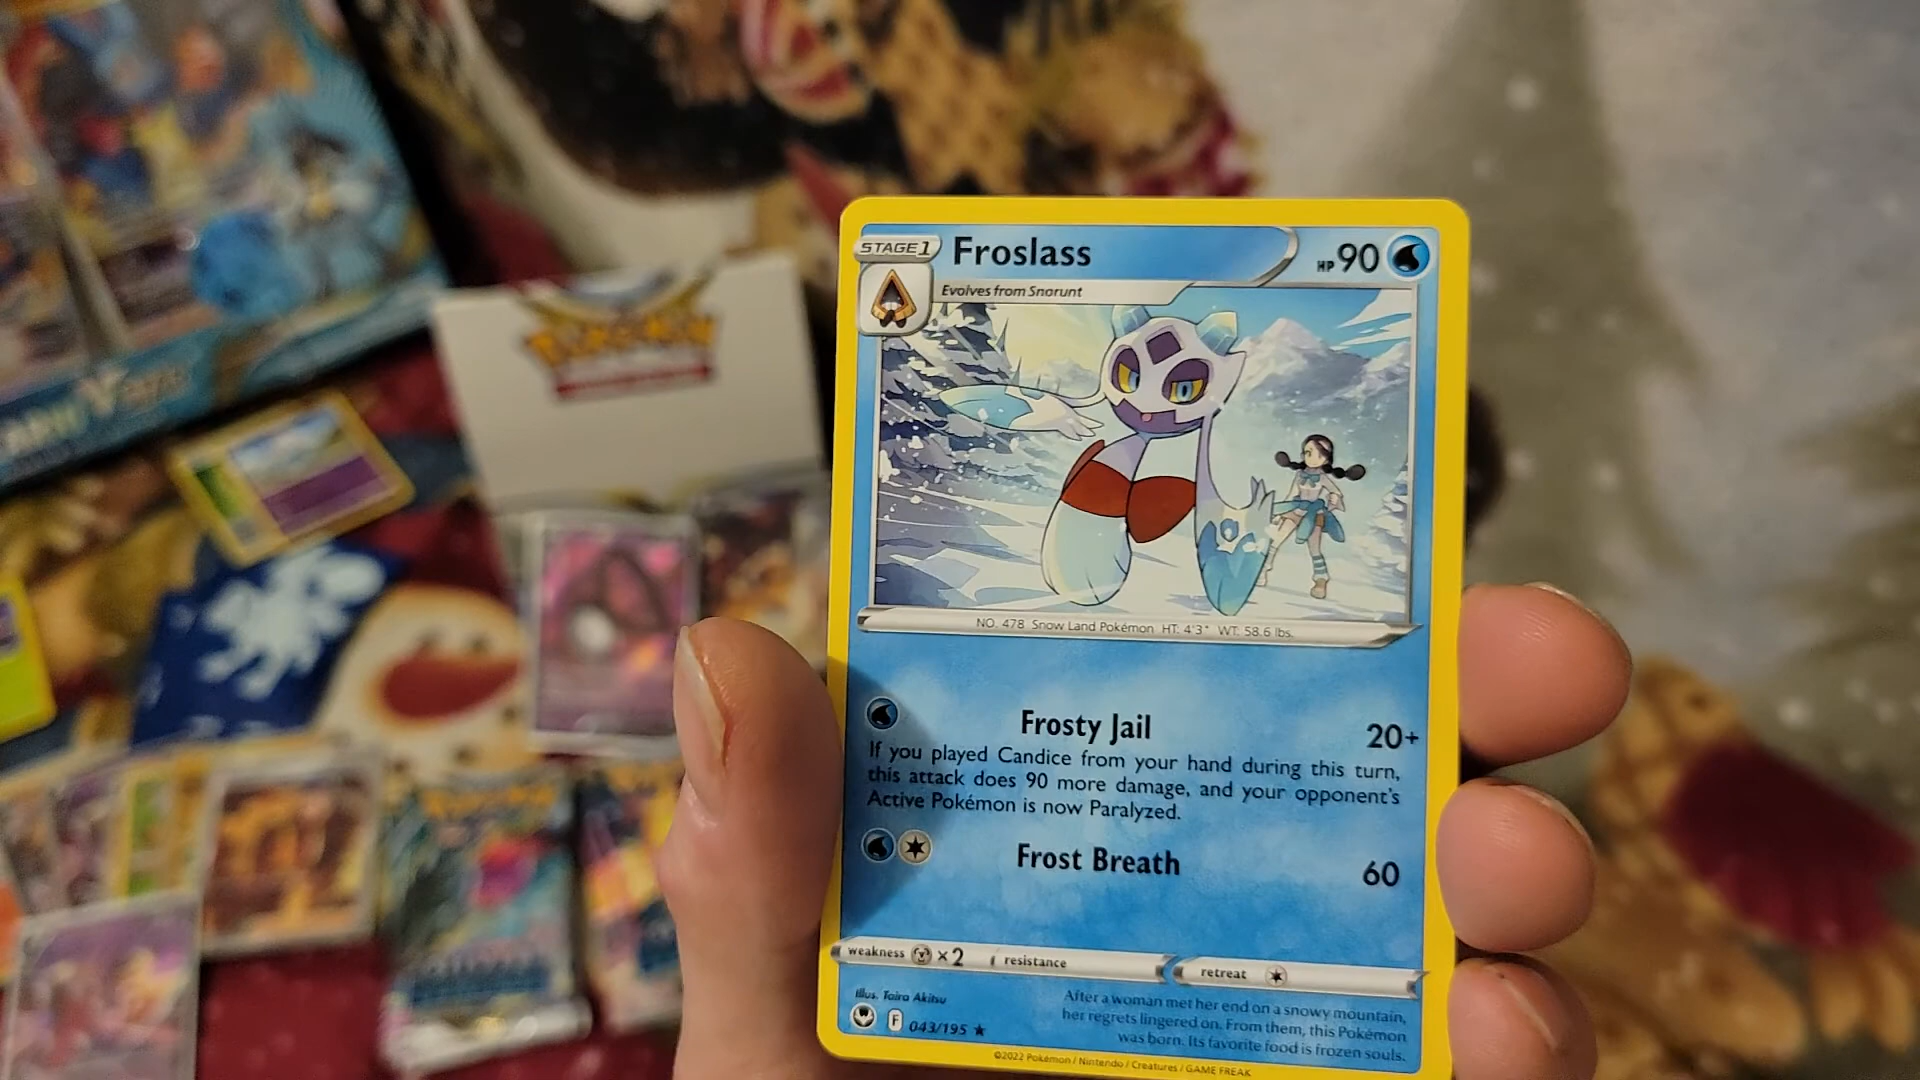 STAGE 1 Froslass HP 90
Evolves from Snorunt
NO. 478 Snow Land Pokémon HT: 4'3" WT: 58.6 lbs.
Frosty Jail 20+
If you played Candice from your hand during this turn,
this attack does 90 more damage, and your opponent's
Active Pokémon is now Paralyzed.
Frost Breath 60
weakness ×2 resistance retreat
Illus. Taira Akitsu
F 043/195
After a woman met her end on a snowy mountain,
her regrets lingered on. From them, this Pokémon
was born. Its favorite food is frozen souls.
©2022 Pokémon / Nintendo / Creatures / GAME FREAK
POKÉMON